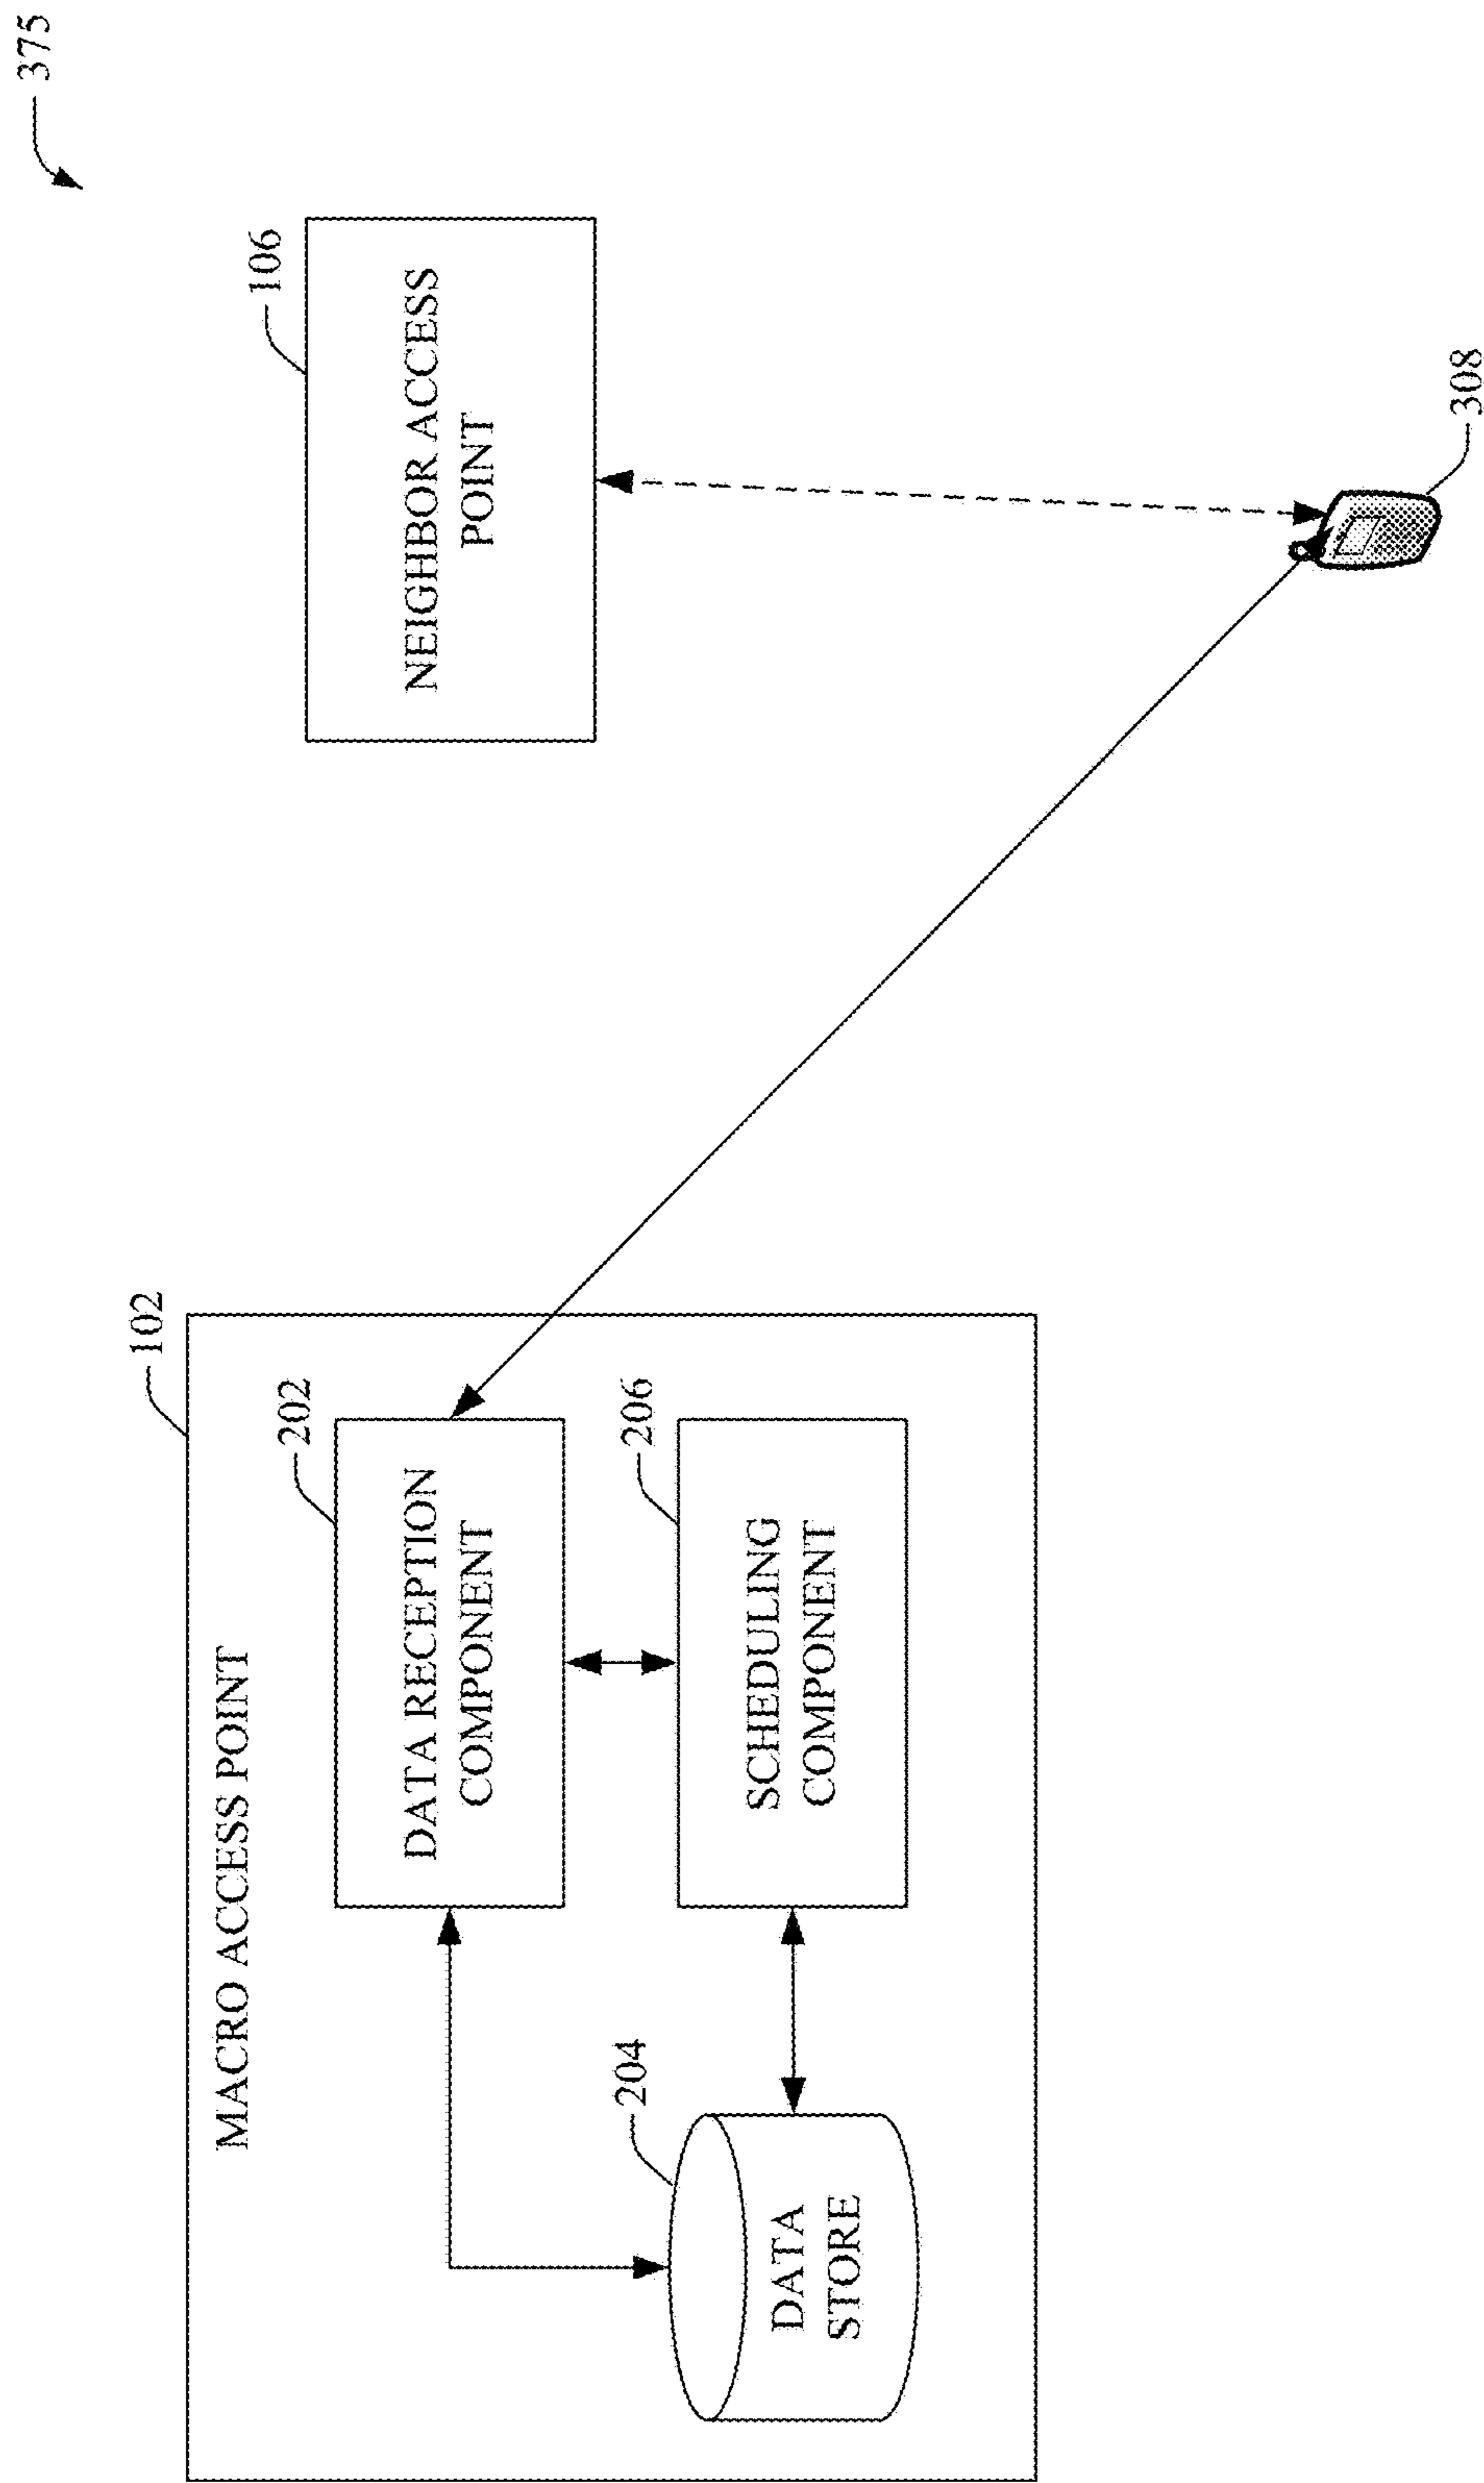 375
102
MACRO ACCESS POINT
202
DATA RECEPTION
COMPONENT
204
DATA
STORE
206
SCHEDULING
COMPONENT
106
NEIGHBOR ACCESS
POINT
308